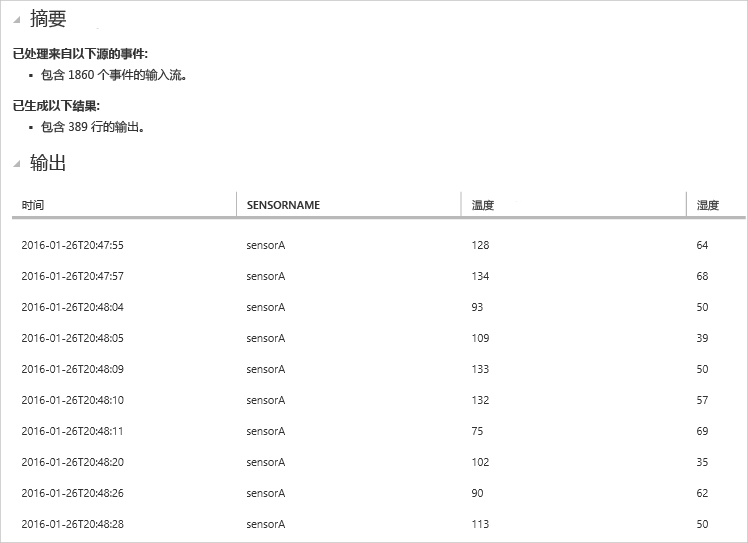 摘要
已处理来自以下源的事件:
▪ 包含 1860 个事件的输入流。
已生成以下结果:
▪ 包含 389 行的输出。
输出
时间 SENSORNAME 温度 湿度
2016-01-26T20:47:55 sensorA 128 64
2016-01-26T20:47:57 sensorA 134 68
2016-01-26T20:48:04 sensorA 93 50
2016-01-26T20:48:05 sensorA 109 39
2016-01-26T20:48:09 sensorA 133 50
2016-01-26T20:48:10 sensorA 132 57
2016-01-26T20:48:11 sensorA 75 69
2016-01-26T20:48:20 sensorA 102 35
2016-01-26T20:48:26 sensorA 90 62
2016-01-26T20:48:28 sensorA 113 50